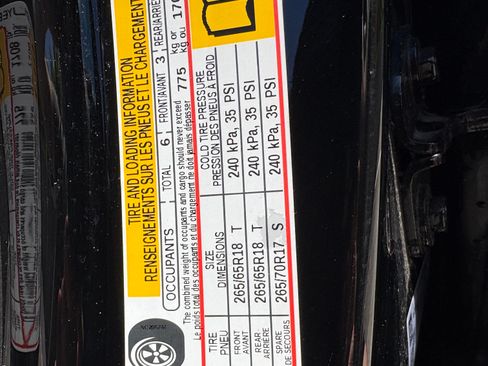 TIRE AND LOADING INFORMATION
RENSEIGNEMENTS SUR LES PNEUS ET LE CHARGEMENT
OCCUPANTS TOTAL 6 FRONT/AVANT 3 REAR/ARRIÈRE
The combined weight of occupants and cargo should never exceed 775 kg or 170
Le poids total des occupants et du chargement ne doit jamais dépasser kg ou
TIRE SIZE COLD TIRE PRESSURE
PNEU DIMENSIONS PRESSION DES PNEUS À FROID
FRONT
AVANT 265/65R18 T 240 kPa, 35 PSI
REAR
ARRIÈRE 265/65R18 T 240 kPa, 35 PSI
SPARE
DE SECOURS 265/70R17 S 240 kPa, 35 PSI